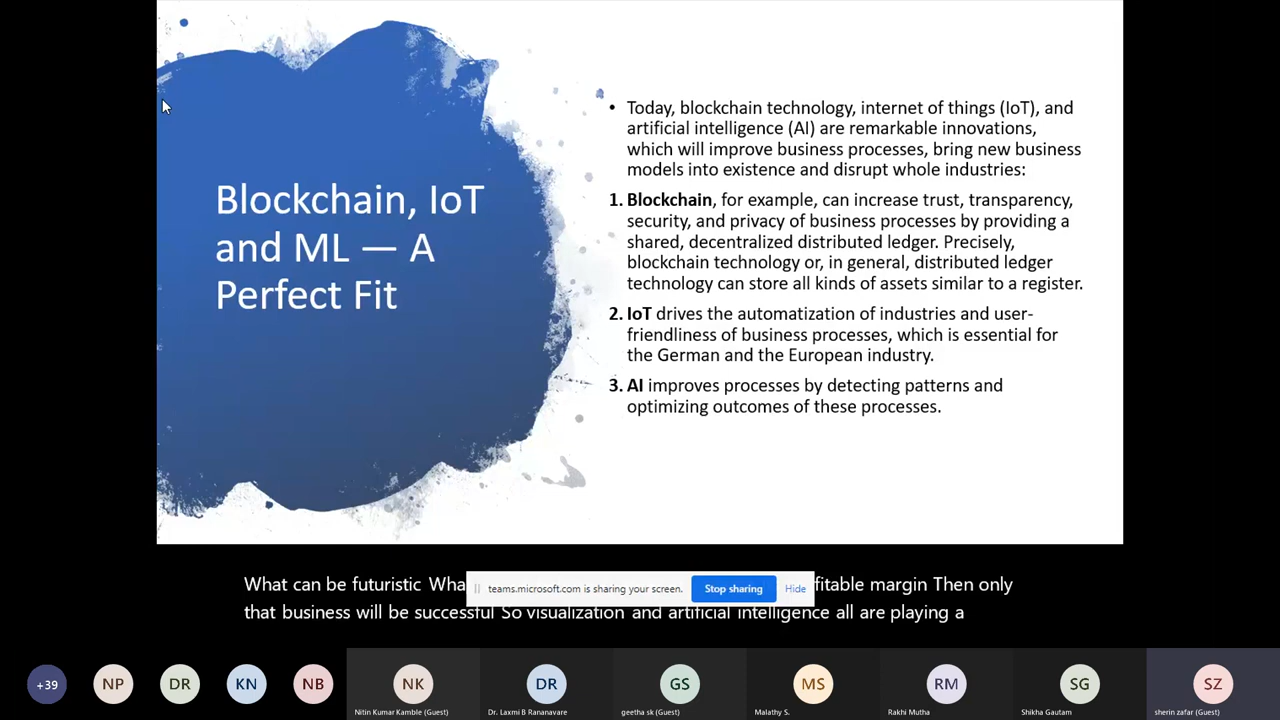 Blockchain, IoT
and ML — A
Perfect Fit
• Today, blockchain technology, internet of things (IoT), and
artificial intelligence (AI) are remarkable innovations,
which will improve business processes, bring new business
models into existence and disrupt whole industries:
1. Blockchain, for example, can increase trust, transparency,
security, and privacy of business processes by providing a
shared, decentralized distributed ledger. Precisely,
blockchain technology or, in general, distributed ledger
technology can store all kinds of assets similar to a register.
2. IoT drives the automatization of industries and user-
friendliness of business processes, which is essential for
the German and the European industry.
3. AI improves processes by detecting patterns and
optimizing outcomes of these processes.
What can be futuristic fitable margin Then only
teams.microsoft.com is sharing your screen. Stop sharing Hide
that business will be successful So visualization and artificial intelligence all are playing a
+39 NP DR KN NB NK DR GS MS RM SG SZ
Nitin Kumar Kamble (Guest) Dr. Laxmi B Rananavare geetha sk (Guest) Malathy S. Rakhi Mutha Shikha Gautam sherin zafar (Guest)